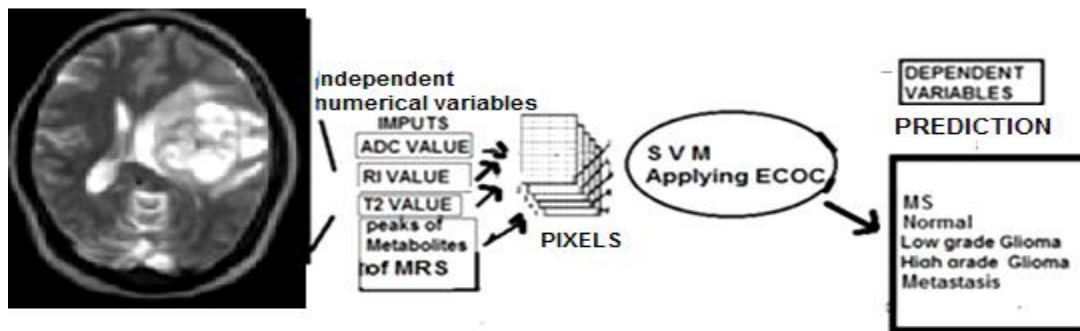 independent
numerical variables
IMPUTS
ADC VALUE
RI VALUE
T2 VALUE
peaks of
Metabolites
of MRS
PIXELS
S V M
Applying ECOC
DEPENDENT
VARIABLES
PREDICTION
MS
Normal
Low grade Glioma
High grade Glioma
Metastasis